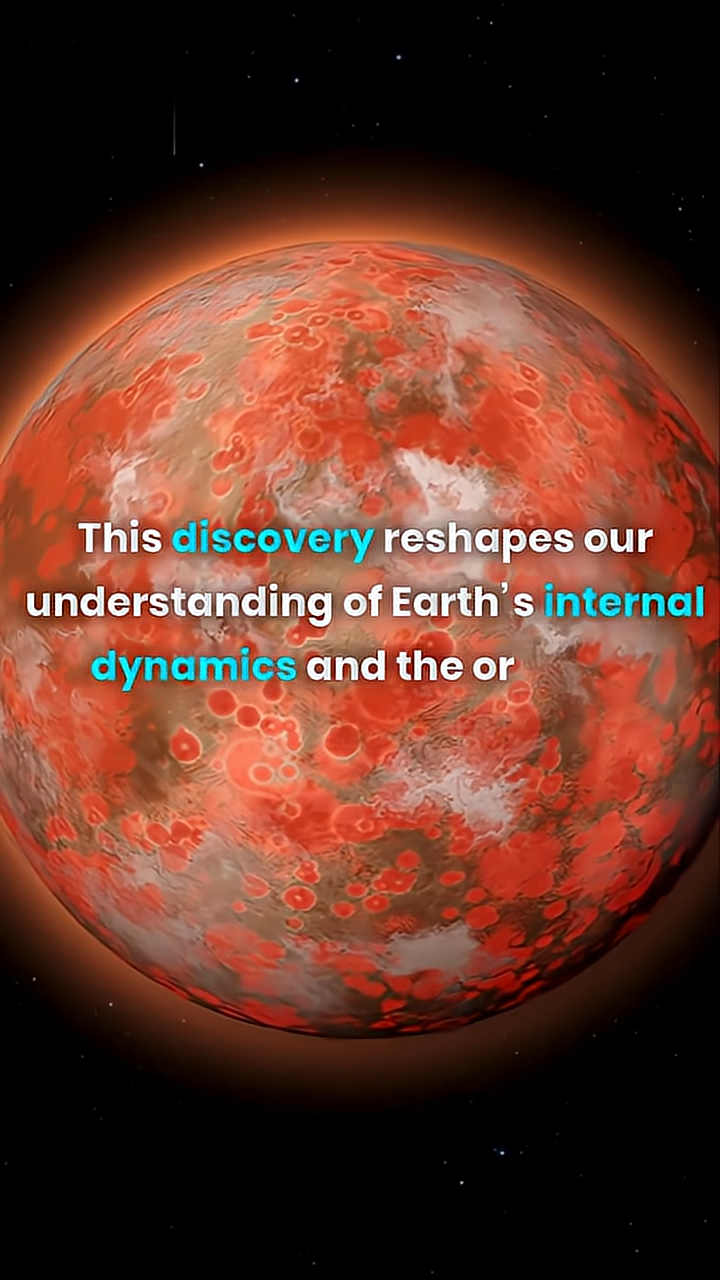 This discovery reshapes our
understanding of Earth’s internal
dynamics and the or